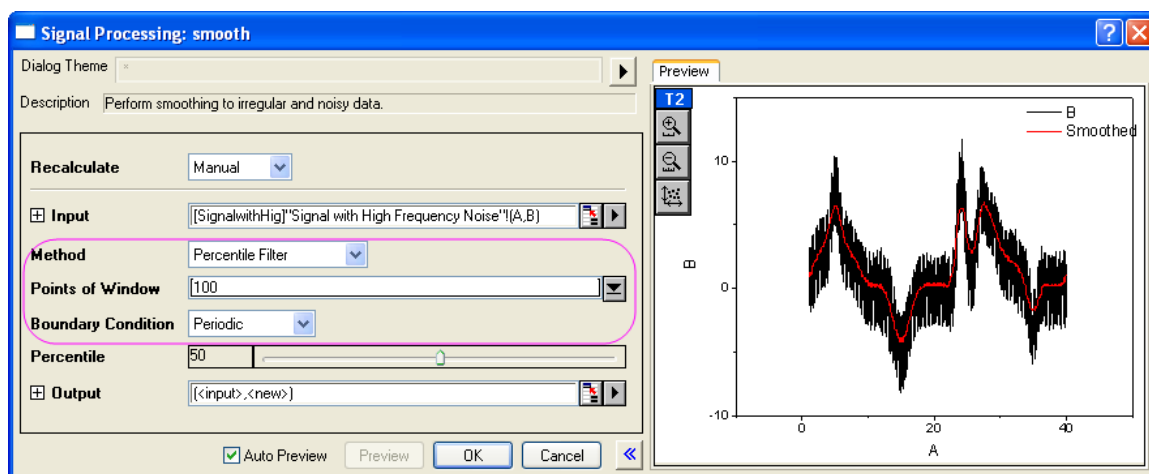 Signal Processing: smooth
Dialog Theme *
Description Perform smoothing to irregular and noisy data.
Recalculate Manual
Input [SignalwithHig]"Signal with High Frequency Noise"!(A,B)
Method Percentile Filter
Points of Window 100
Boundary Condition Periodic
Percentile 50
Output (<input>,<new>)
Auto Preview Preview OK Cancel
Preview
T2
B
Smoothed
10
0
-10
B
0 20 40
A